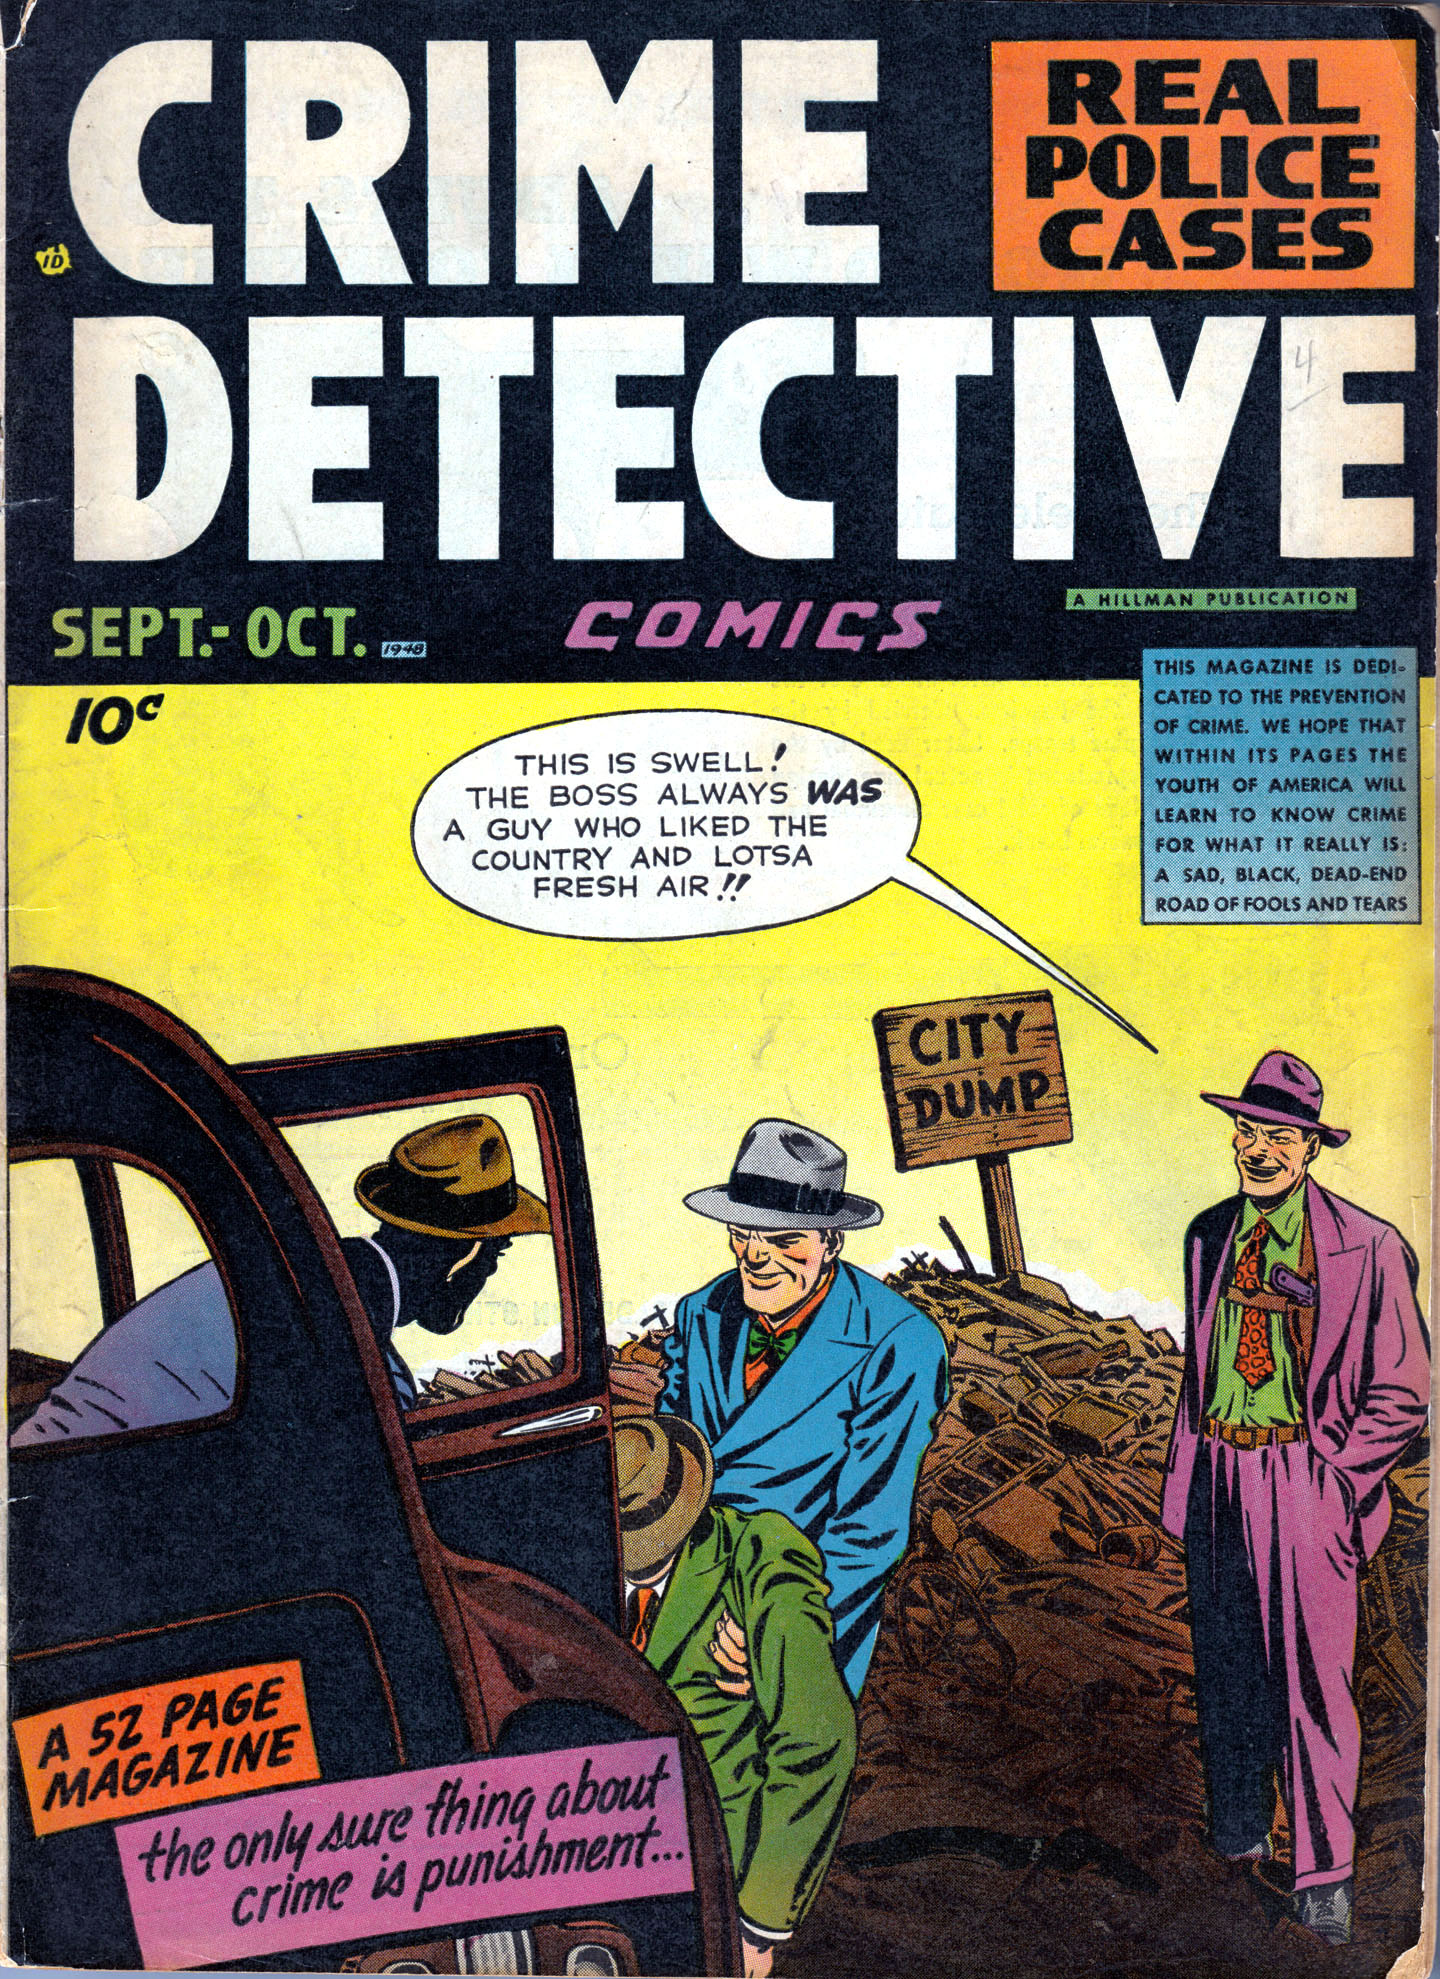 CRIME
DETECTIVE
REAL
POLICE
CASES
ID
4
SEPT.-OCT. 1948
COMICS
A HILLMAN PUBLICATION
10¢
THIS MAGAZINE IS DEDI-
CATED TO THE PREVENTION
OF CRIME. WE HOPE THAT
WITHIN ITS PAGES THE
YOUTH OF AMERICA WILL
LEARN TO KNOW CRIME
FOR WHAT IT REALLY IS:
A SAD, BLACK, DEAD-END
ROAD OF FOOLS AND TEARS
THIS IS SWELL!
THE BOSS ALWAYS WAS
A GUY WHO LIKED THE
COUNTRY AND LOTSA
FRESH AIR!!
CITY
DUMP
A 52 PAGE
MAGAZINE
the only sure thing about
crime is punishment...